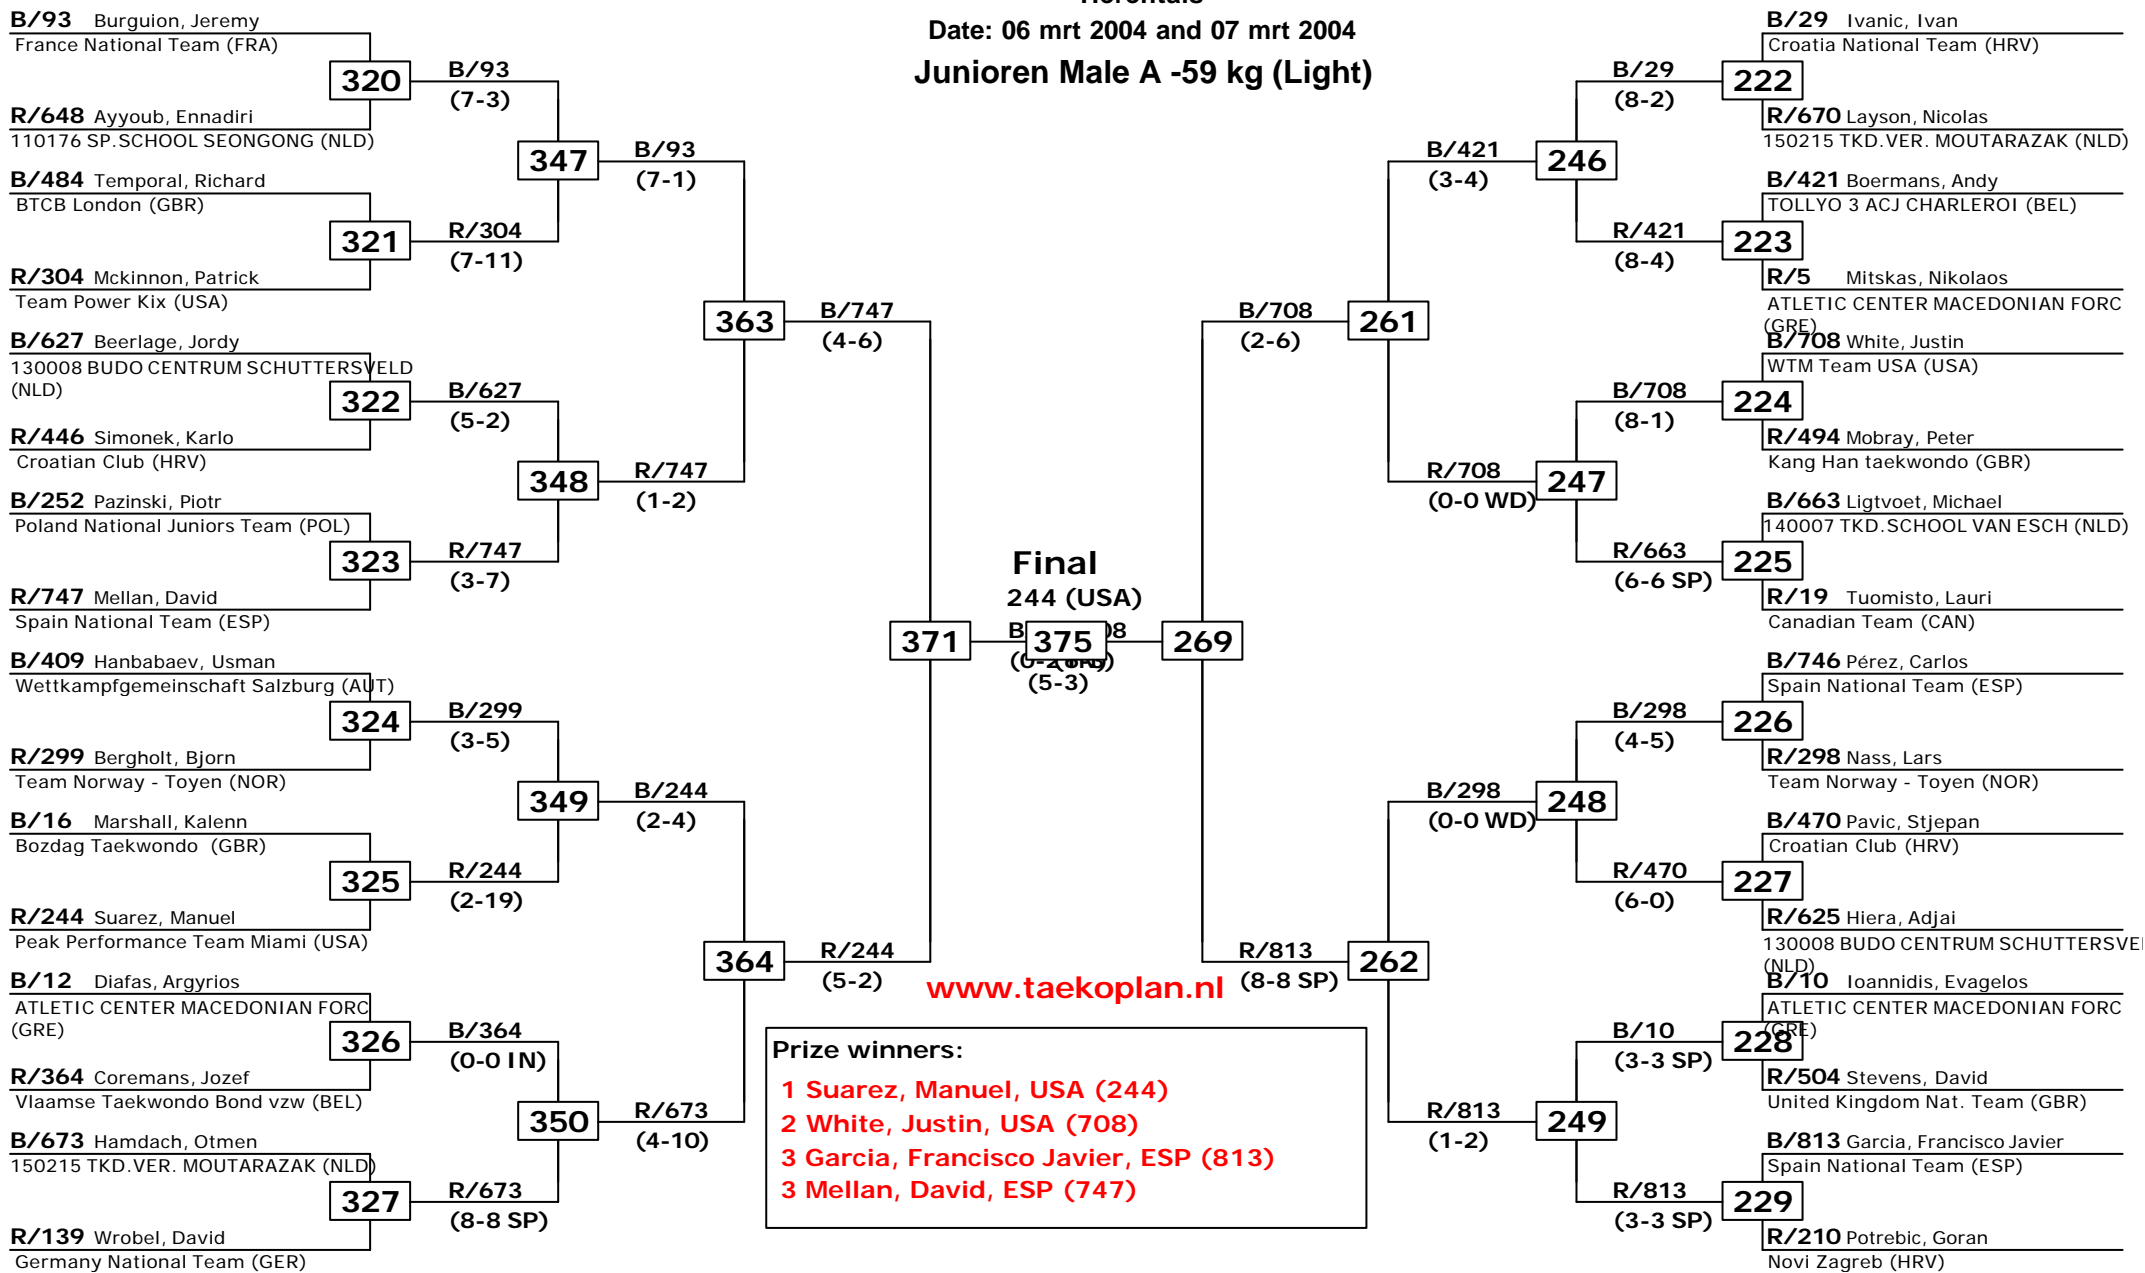 Date: 06 mrt 2004 and 07 mrt 2004
Junioren Male A -59 kg (Light)
B/93 Burguion, Jeremy
France National Team (FRA)
320
R/648 Ayyoub, Ennadiri
110176 SP.SCHOOL SEONGONG (NLD)
B/484 Temporal, Richard
BTCB London (GBR)
321
R/304 Mckinnon, Patrick
Team Power Kix (USA)
B/627 Beerlage, Jordy
130008 BUDO CENTRUM SCHUTTERSVELD
(NLD)
322
R/446 Simonek, Karlo
Croatian Club (HRV)
B/252 Pazinski, Piotr
Poland National Juniors Team (POL)
323
R/747 Mellan, David
Spain National Team (ESP)
B/409 Hanbabaev, Usman
Wettkampfgemeinschaft Salzburg (AUT)
324
R/299 Bergholt, Bjorn
Team Norway - Toyen (NOR)
B/16 Marshall, Kalenn
Bozdag Taekwondo (GBR)
325
R/244 Suarez, Manuel
Peak Performance Team Miami (USA)
B/12 Diafas, Argyrios
ATLETIC CENTER MACEDONIAN FORC
(GRE)
326
R/364 Coremans, Jozef
Vlaamse Taekwondo Bond vzw (BEL)
B/673 Hamdach, Otmen
150215 TKD.VER. MOUTARAZAK (NLD)
327
R/139 Wrobel, David
Germany National Team (GER)
B/93
(7-3)
347
R/304
(7-11)
B/627
(5-2)
348
R/747
(3-7)
B/299
(3-5)
349
R/244
(2-19)
B/364
(0-0 IN)
350
R/673
(8-8 SP)
B/93
(7-1)
363
R/747
(1-2)
B/244
(2-4)
364
R/673
(4-10)
B/747
(4-6)
371
R/244
(5-2)
Final
244 (USA)
375
(5-3)
269
B/708
(2-6)
R/813
(8-8 SP)
261
262
B/421
(3-4)
R/708
(0-0 WD)
B/298
(0-0 WD)
R/813
(1-2)
246
247
248
249
B/29
(8-2)
R/421
(8-4)
B/708
(8-1)
R/663
(6-6 SP)
B/298
(4-5)
R/470
(6-0)
B/10
(3-3 SP)
R/813
(3-3 SP)
B/29 Ivanic, Ivan
Croatia National Team (HRV)
222
R/670 Layson, Nicolas
150215 TKD.VER. MOUTARAZAK (NLD)
B/421 Boermans, Andy
TOLLYO 3 ACJ CHARLEROI (BEL)
223
R/5 Mitskas, Nikolaos
ATLETIC CENTER MACEDONIAN FORC
(GRE)
B/708 White, Justin
WTM Team USA (USA)
224
R/494 Mobray, Peter
Kang Han taekwondo (GBR)
B/663 Ligtvoet, Michael
140007 TKD.SCHOOL VAN ESCH (NLD)
225
R/19 Tuomisto, Lauri
Canadian Team (CAN)
B/746 Pérez, Carlos
Spain National Team (ESP)
226
R/298 Nass, Lars
Team Norway - Toyen (NOR)
B/470 Pavic, Stjepan
Croatian Club (HRV)
227
R/625 Hiera, Adjai
130008 BUDO CENTRUM
(NLD)
B/10 Ioannidis, Evagelos
ATLETIC CENTER MACEDONIAN FORC
(GRE)
228
R/504 Stevens, David
United Kingdom Nat. Team (GBR)
B/813 Garcia, Francisco Javier
Spain National Team (ESP)
229
R/210 Potrebic, Goran
Novi Zagreb (HRV)
www.taekoplan.nl
Prize winners:
1 Suarez, Manuel, USA (244)
2 White, Justin, USA (708)
3 Garcia, Francisco Javier, ESP (813)
3 Mellan, David, ESP (747)